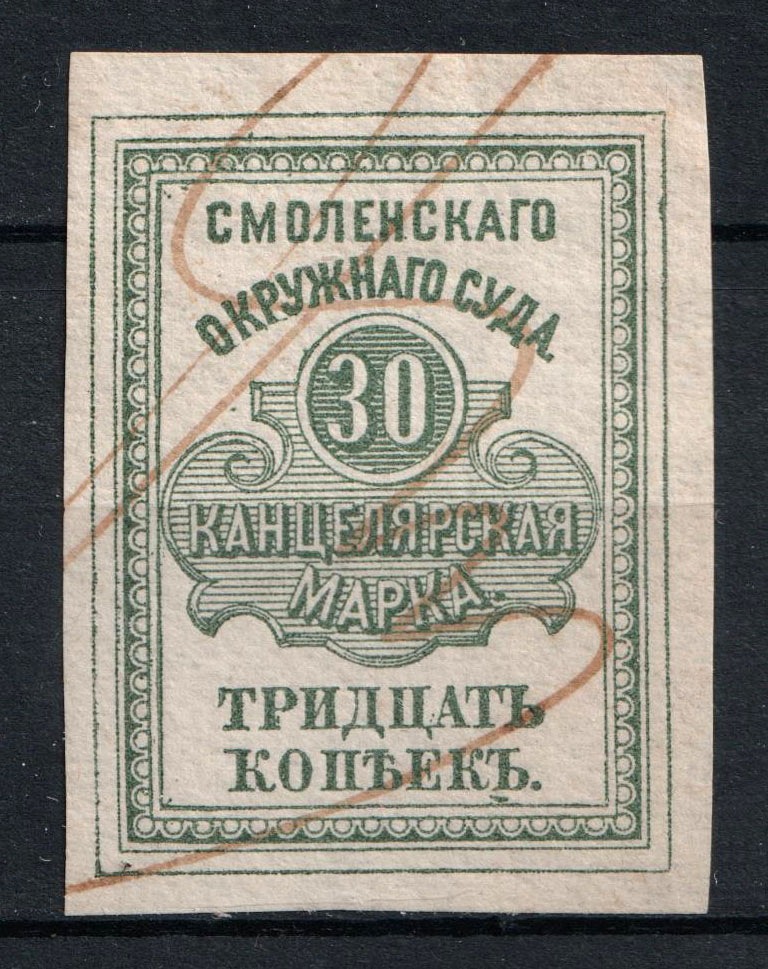 СМОЛЕНСКАГО
ОКРУЖНАГО СУДА.
30
КАНЦЕЛЯРСКАЯ
МАРКА.
ТРИДЦАТЬ
КОПѢЕКЪ.